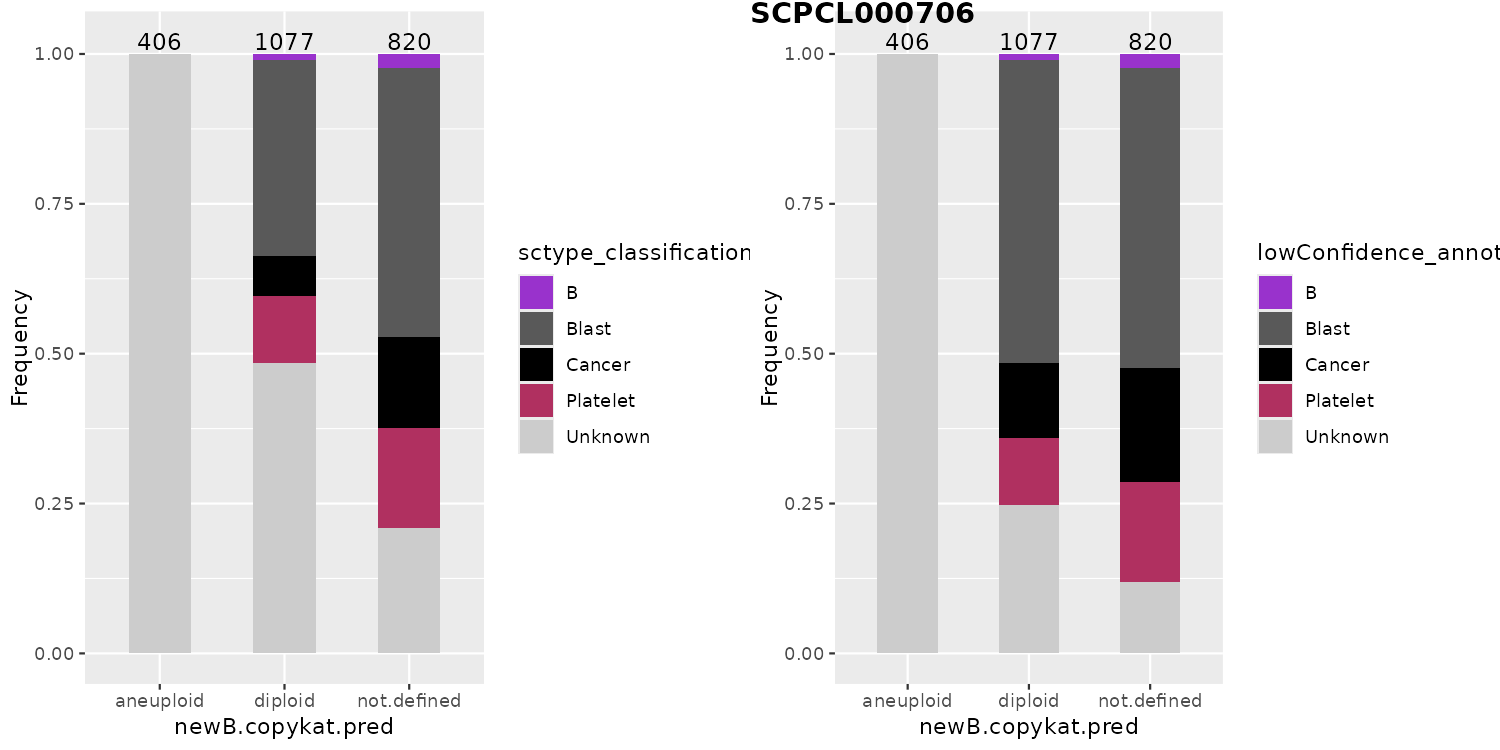 SCPCL000706
406 1077 820
1.00
0.75
0.50
0.25
0.00
Frequency
aneuploid diploid not.defined
newB.copykat.pred
sctype_classification
B
Blast
Cancer
Platelet
Unknown
406 1077 820
1.00
0.75
0.50
0.25
0.00
Frequency
aneuploid diploid not.defined
newB.copykat.pred
lowConfidence_annot
B
Blast
Cancer
Platelet
Unknown